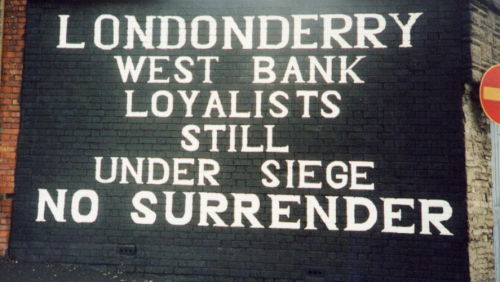 LONDONDERRY
WEST BANK
LOYALISTS
STILL
UNDER SIEGE
NO SURRENDER